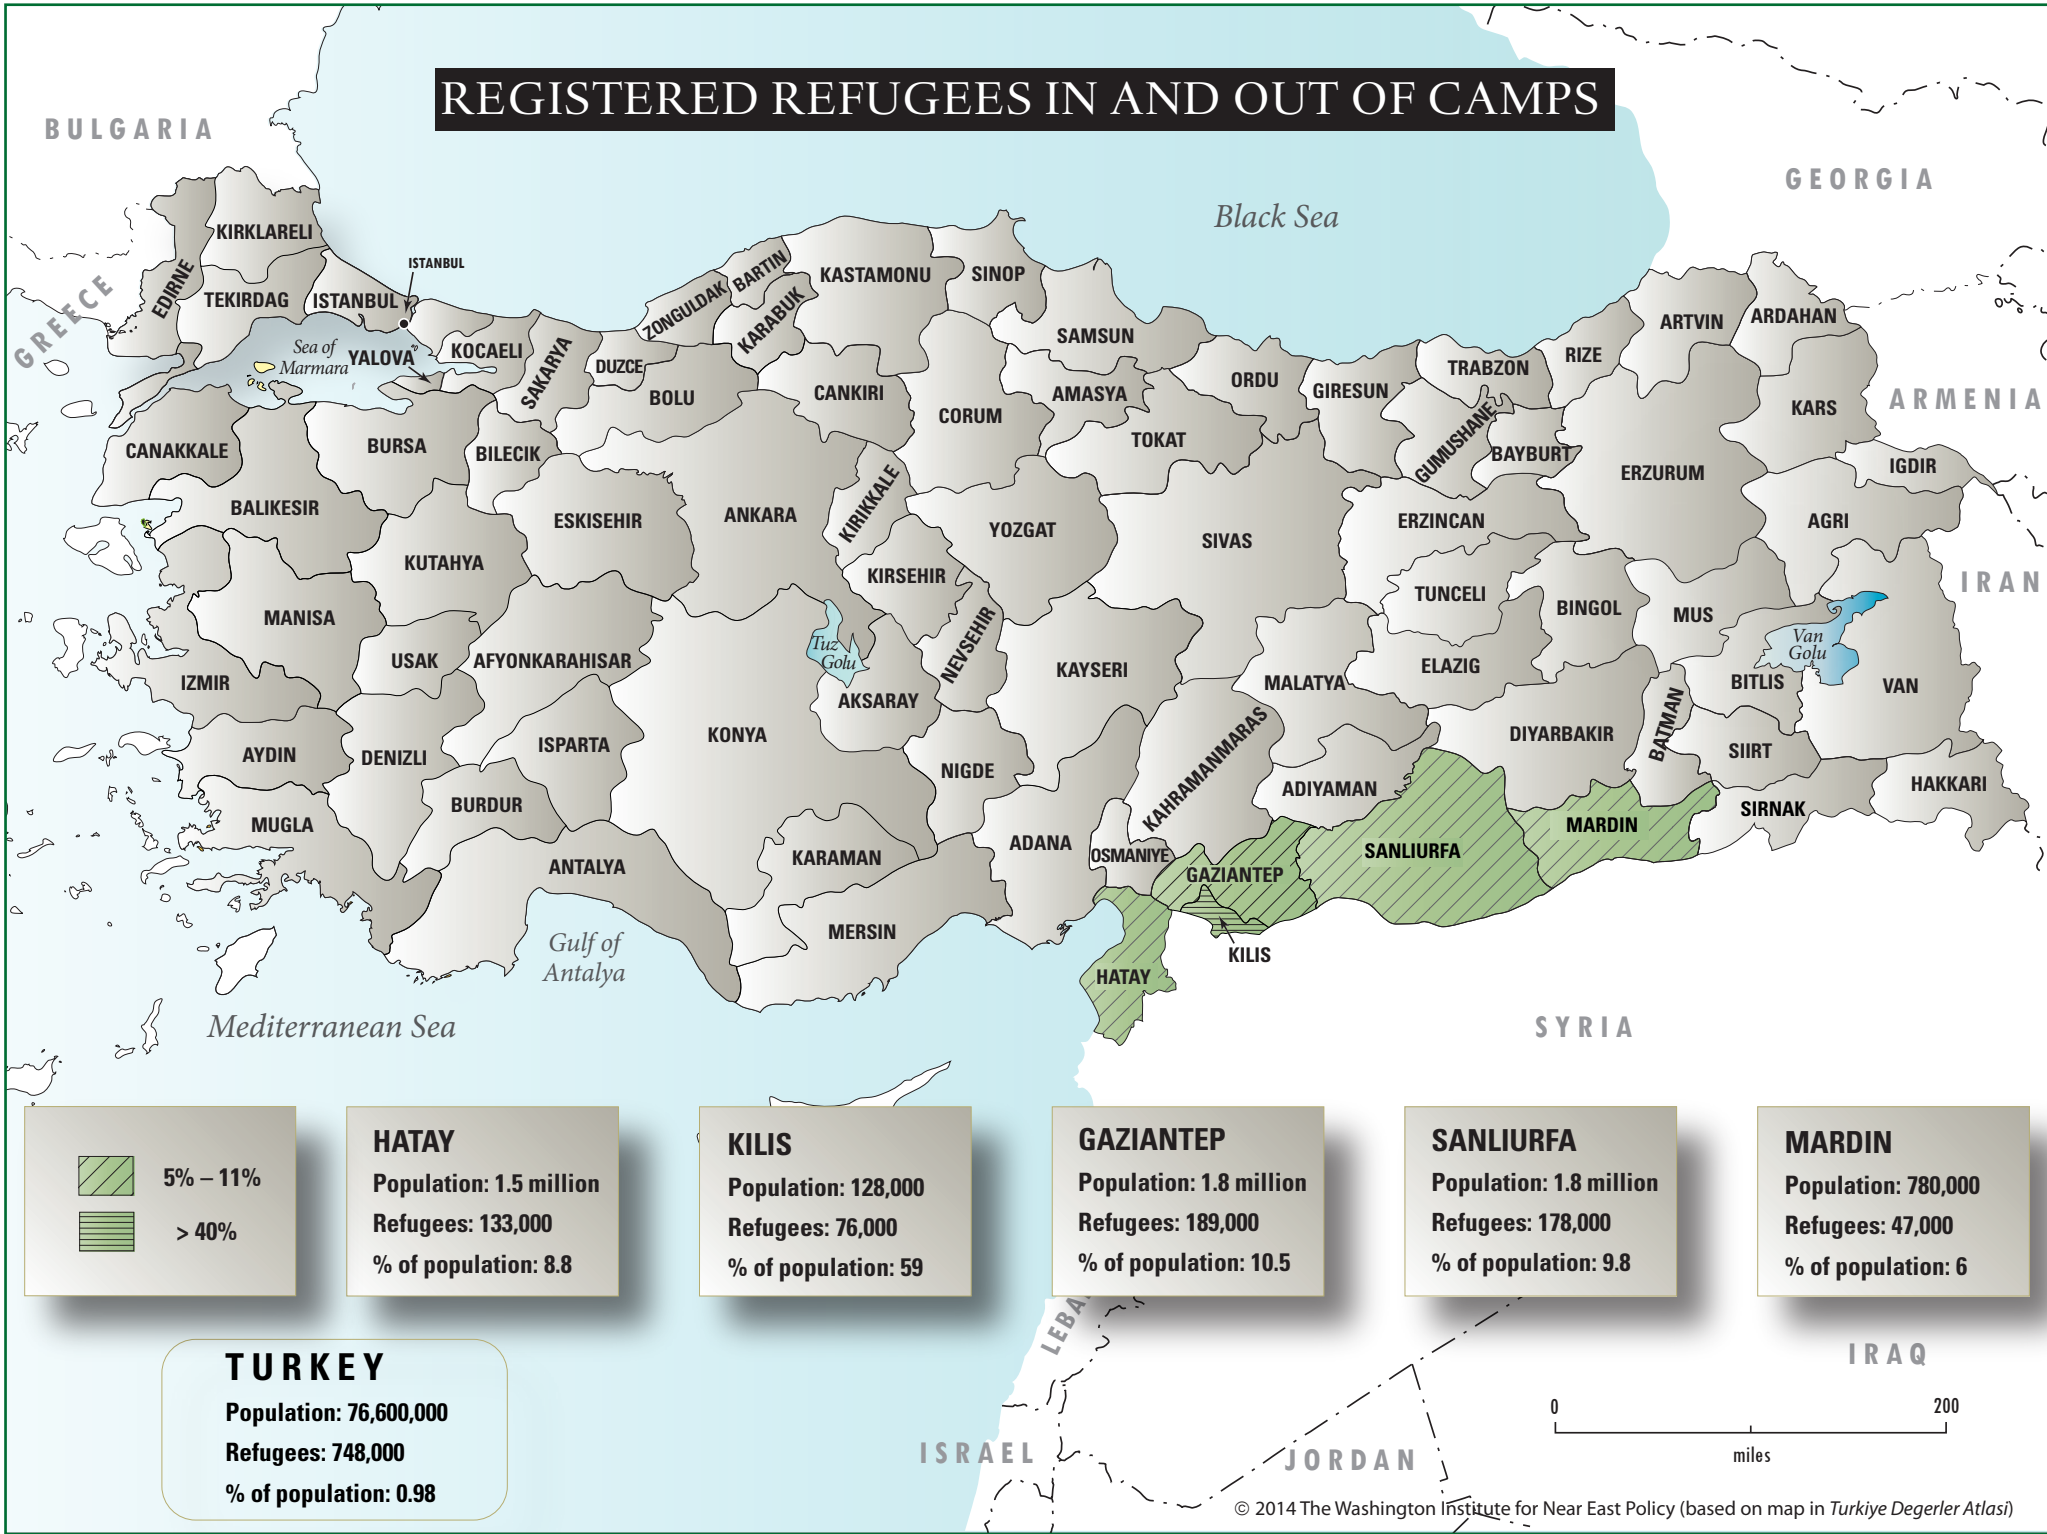 REGISTERED REFUGEES IN AND OUT OF CAMPS
BULGARIA
GEORGIA
Black Sea
KIRKLARELI
ISTANBUL
EDIRNE
TEKIRDAG
ISTANBUL
GREECE
Sea of
Marmara
YALOVA
KOCAELI
SAKARYA
DUZCE
BOLU
ZONGULDAK
BARTIN
KARABUK
KASTAMONU
SINOP
SAMSUN
CANKIRI
CORUM
AMASYA
TOKAT
ORDU
GIRESUN
TRABZON
RIZE
ARTVIN
ARDAHAN
KARS
ARMENIA
GUMUSHANE
BAYBURT
ERZURUM
IGDIR
AGRI
CANAKKALE
BURSA
BILECIK
BALIKESIR
ESKISEHIR
ANKARA
KIRIKKALE
YOZGAT
SIVAS
ERZINCAN
KUTAHYA
KIRSEHIR
TUNCELI
BINGOL
MUS
IRAN
MANISA
USAK
AFYONKARAHISAR
Tuz
Golu
NEVSEHIR
KAYSERI
MALATYA
ELAZIG
Van
Golu
BITLIS
VAN
IZMIR
AKSARAY
KONYA
AYDIN
DENIZLI
ISPARTA
NIGDE
KAHRAMANMARAS
DIYARBAKIR
BATMAN
SIIRT
ADIYAMAN
HAKKARI
SIRNAK
MUGLA
BURDUR
ANTALYA
KARAMAN
ADANA
OSMANIYE
GAZIANTEP
SANLIURFA
MARDIN
MERSIN
KILIS
HATAY
Gulf of
Antalya
Mediterranean Sea
SYRIA
5% – 11%
> 40%
HATAY
Population: 1.5 million
Refugees: 133,000
% of population: 8.8
KILIS
Population: 128,000
Refugees: 76,000
% of population: 59
GAZIANTEP
Population: 1.8 million
Refugees: 189,000
% of population: 10.5
SANLIURFA
Population: 1.8 million
Refugees: 178,000
% of population: 9.8
MARDIN
Population: 780,000
Refugees: 47,000
% of population: 6
LEBA
IRAQ
TURKEY
Population: 76,600,000
Refugees: 748,000
% of population: 0.98
ISRAEL
JORDAN
0 200
miles
© 2014 The Washington Institute for Near East Policy (based on map in Turkiye Degerler Atlasi)